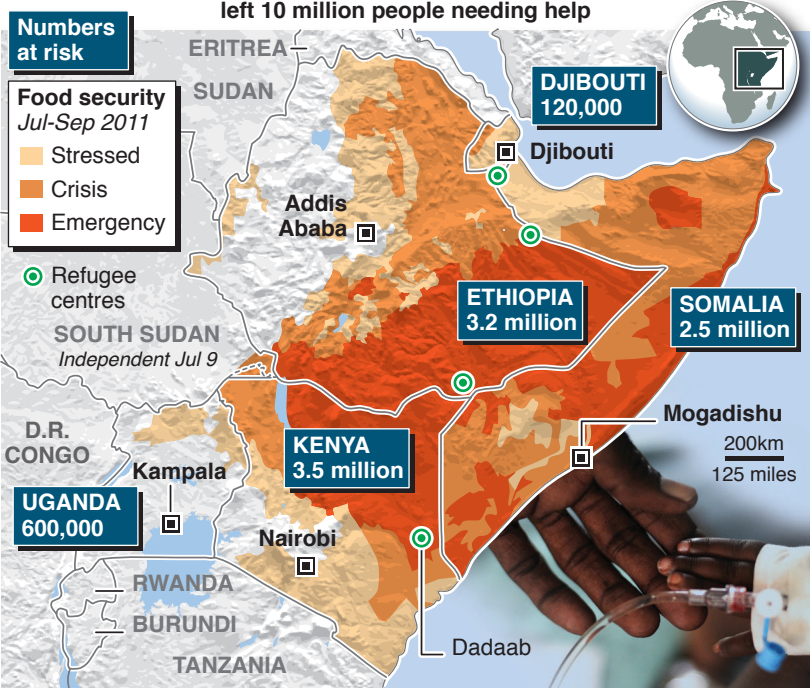 left 10 million people needing help
Numbers
at risk
Food security
Jul-Sep 2011
Stressed
Crisis
Emergency
Refugee
centres
ERITREA
SUDAN
DJIBOUTI
120,000
Djibouti
Addis
Ababa
ETHIOPIA
3.2 million
SOMALIA
2.5 million
SOUTH SUDAN
Independent Jul 9
Mogadishu
200km
125 miles
D.R.
CONGO
Kampala
KENYA
3.5 million
UGANDA
600,000
Nairobi
RWANDA
BURUNDI
TANZANIA
Dadaab